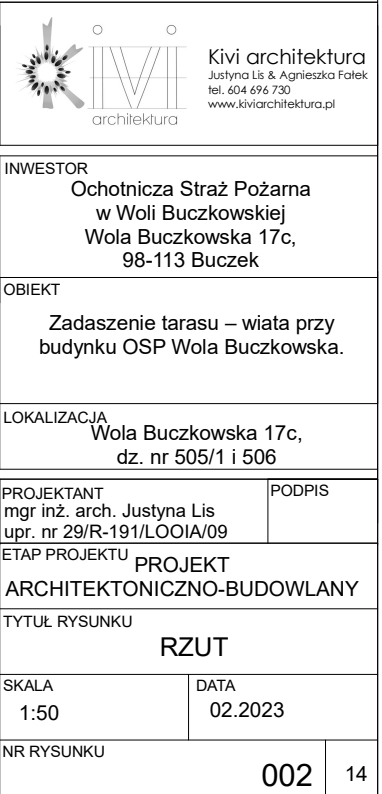 ivi
architektura
Kivi architektura
Justyna Lis & Agnieszka Fałek
tel. 604 696 730
www.kiviarchitektura.pl
INWESTOR
Ochotnicza Straż Pożarna
w Woli Buczkowskiej
Wola Buczkowska 17c,
98-113 Buczek
OBIEKT
Zadaszenie tarasu – wiata przy
budynku OSP Wola Buczkowska.
LOKALIZACJA
Wola Buczkowska 17c,
dz. nr 505/1 i 506
PROJEKTANT
mgr inż. arch. Justyna Lis
upr. nr 29/R-191/LOOIA/09
PODPIS
ETAP PROJEKTU
PROJEKT
ARCHITEKTONICZNO-BUDOWLANY
TYTUŁ RYSUNKU
RZUT
SKALA
1:50
DATA
02.2023
NR RYSUNKU
002
14